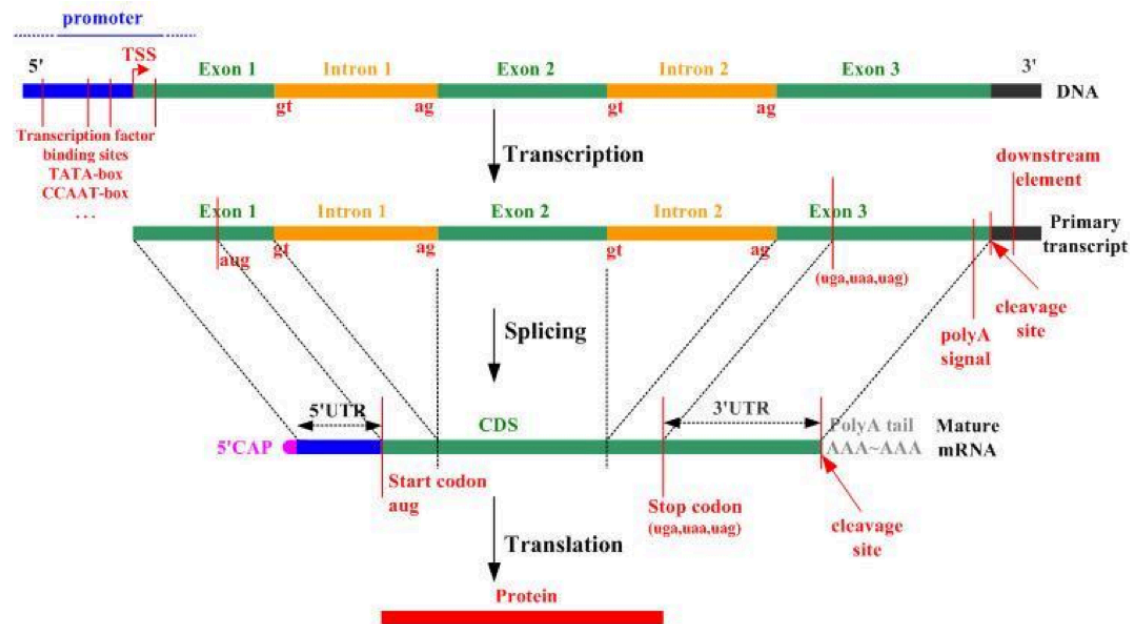 promoter
5' TSS Exon 1 Intron 1 Exon 2 Intron 2 Exon 3 3'
DNA
gt ag gt ag
Transcription factor
binding sites
TATA-box
CCAAT-box
...
Transcription
downstream
element
Exon 1 Intron 1 Exon 2 Intron 2 Exon 3
Primary
transcript
gt ag gt ag
aug
(uga,uaa,uag)
cleavage
site
polyA
signal
Splicing
5'UTR 3'UTR
CDS
PolyA tail
AAA~AAA
Mature
mRNA
5'CAP
Start codon
aug
Stop codon
(uga,uaa,uag)
cleavage
site
Translation
Protein